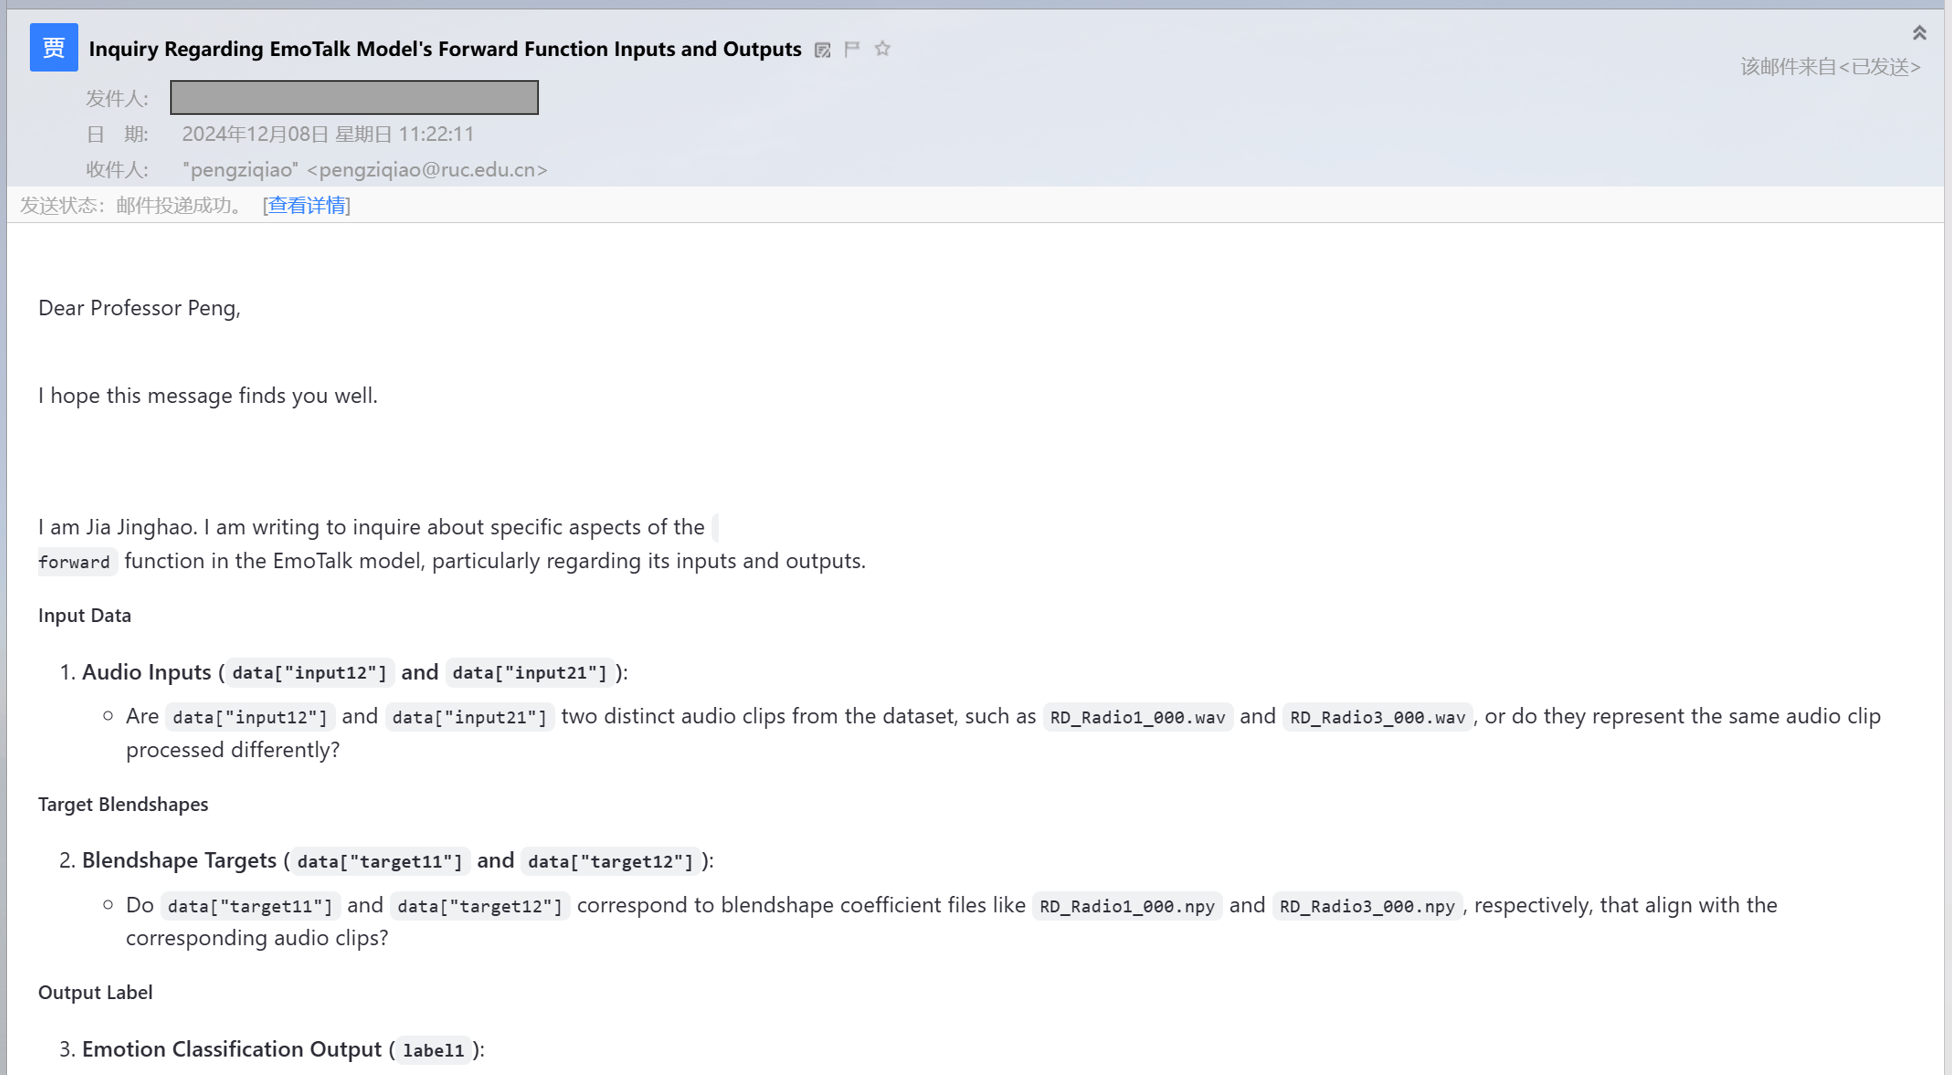 贾
Inquiry Regarding EmoTalk Model's Forward Function Inputs and Outputs
该邮件来自<已发送>
发件人:
日 期: 2024年12月08日 星期日 11:22:11
收件人: "pengziqiao" <pengziqiao@ruc.edu.cn>
发送状态: 邮件投递成功。 [查看详情]
Dear Professor Peng,
I hope this message finds you well.
I am Jia Jinghao. I am writing to inquire about specific aspects of the
forward function in the EmoTalk model, particularly regarding its inputs and outputs.
Input Data
1. Audio Inputs (data["input12"] and data["input21"]):
○ Are data["input12"] and data["input21"] two distinct audio clips from the dataset, such as RD_Radio1_000.wav and RD_Radio3_000.wav, or do they represent the same audio clip
processed differently?
Target Blendshapes
2. Blendshape Targets (data["target11"] and data["target12"]):
○ Do data["target11"] and data["target12"] correspond to blendshape coefficient files like RD_Radio1_000.npy and RD_Radio3_000.npy, respectively, that align with the
corresponding audio clips?
Output Label
3. Emotion Classification Output (label1):